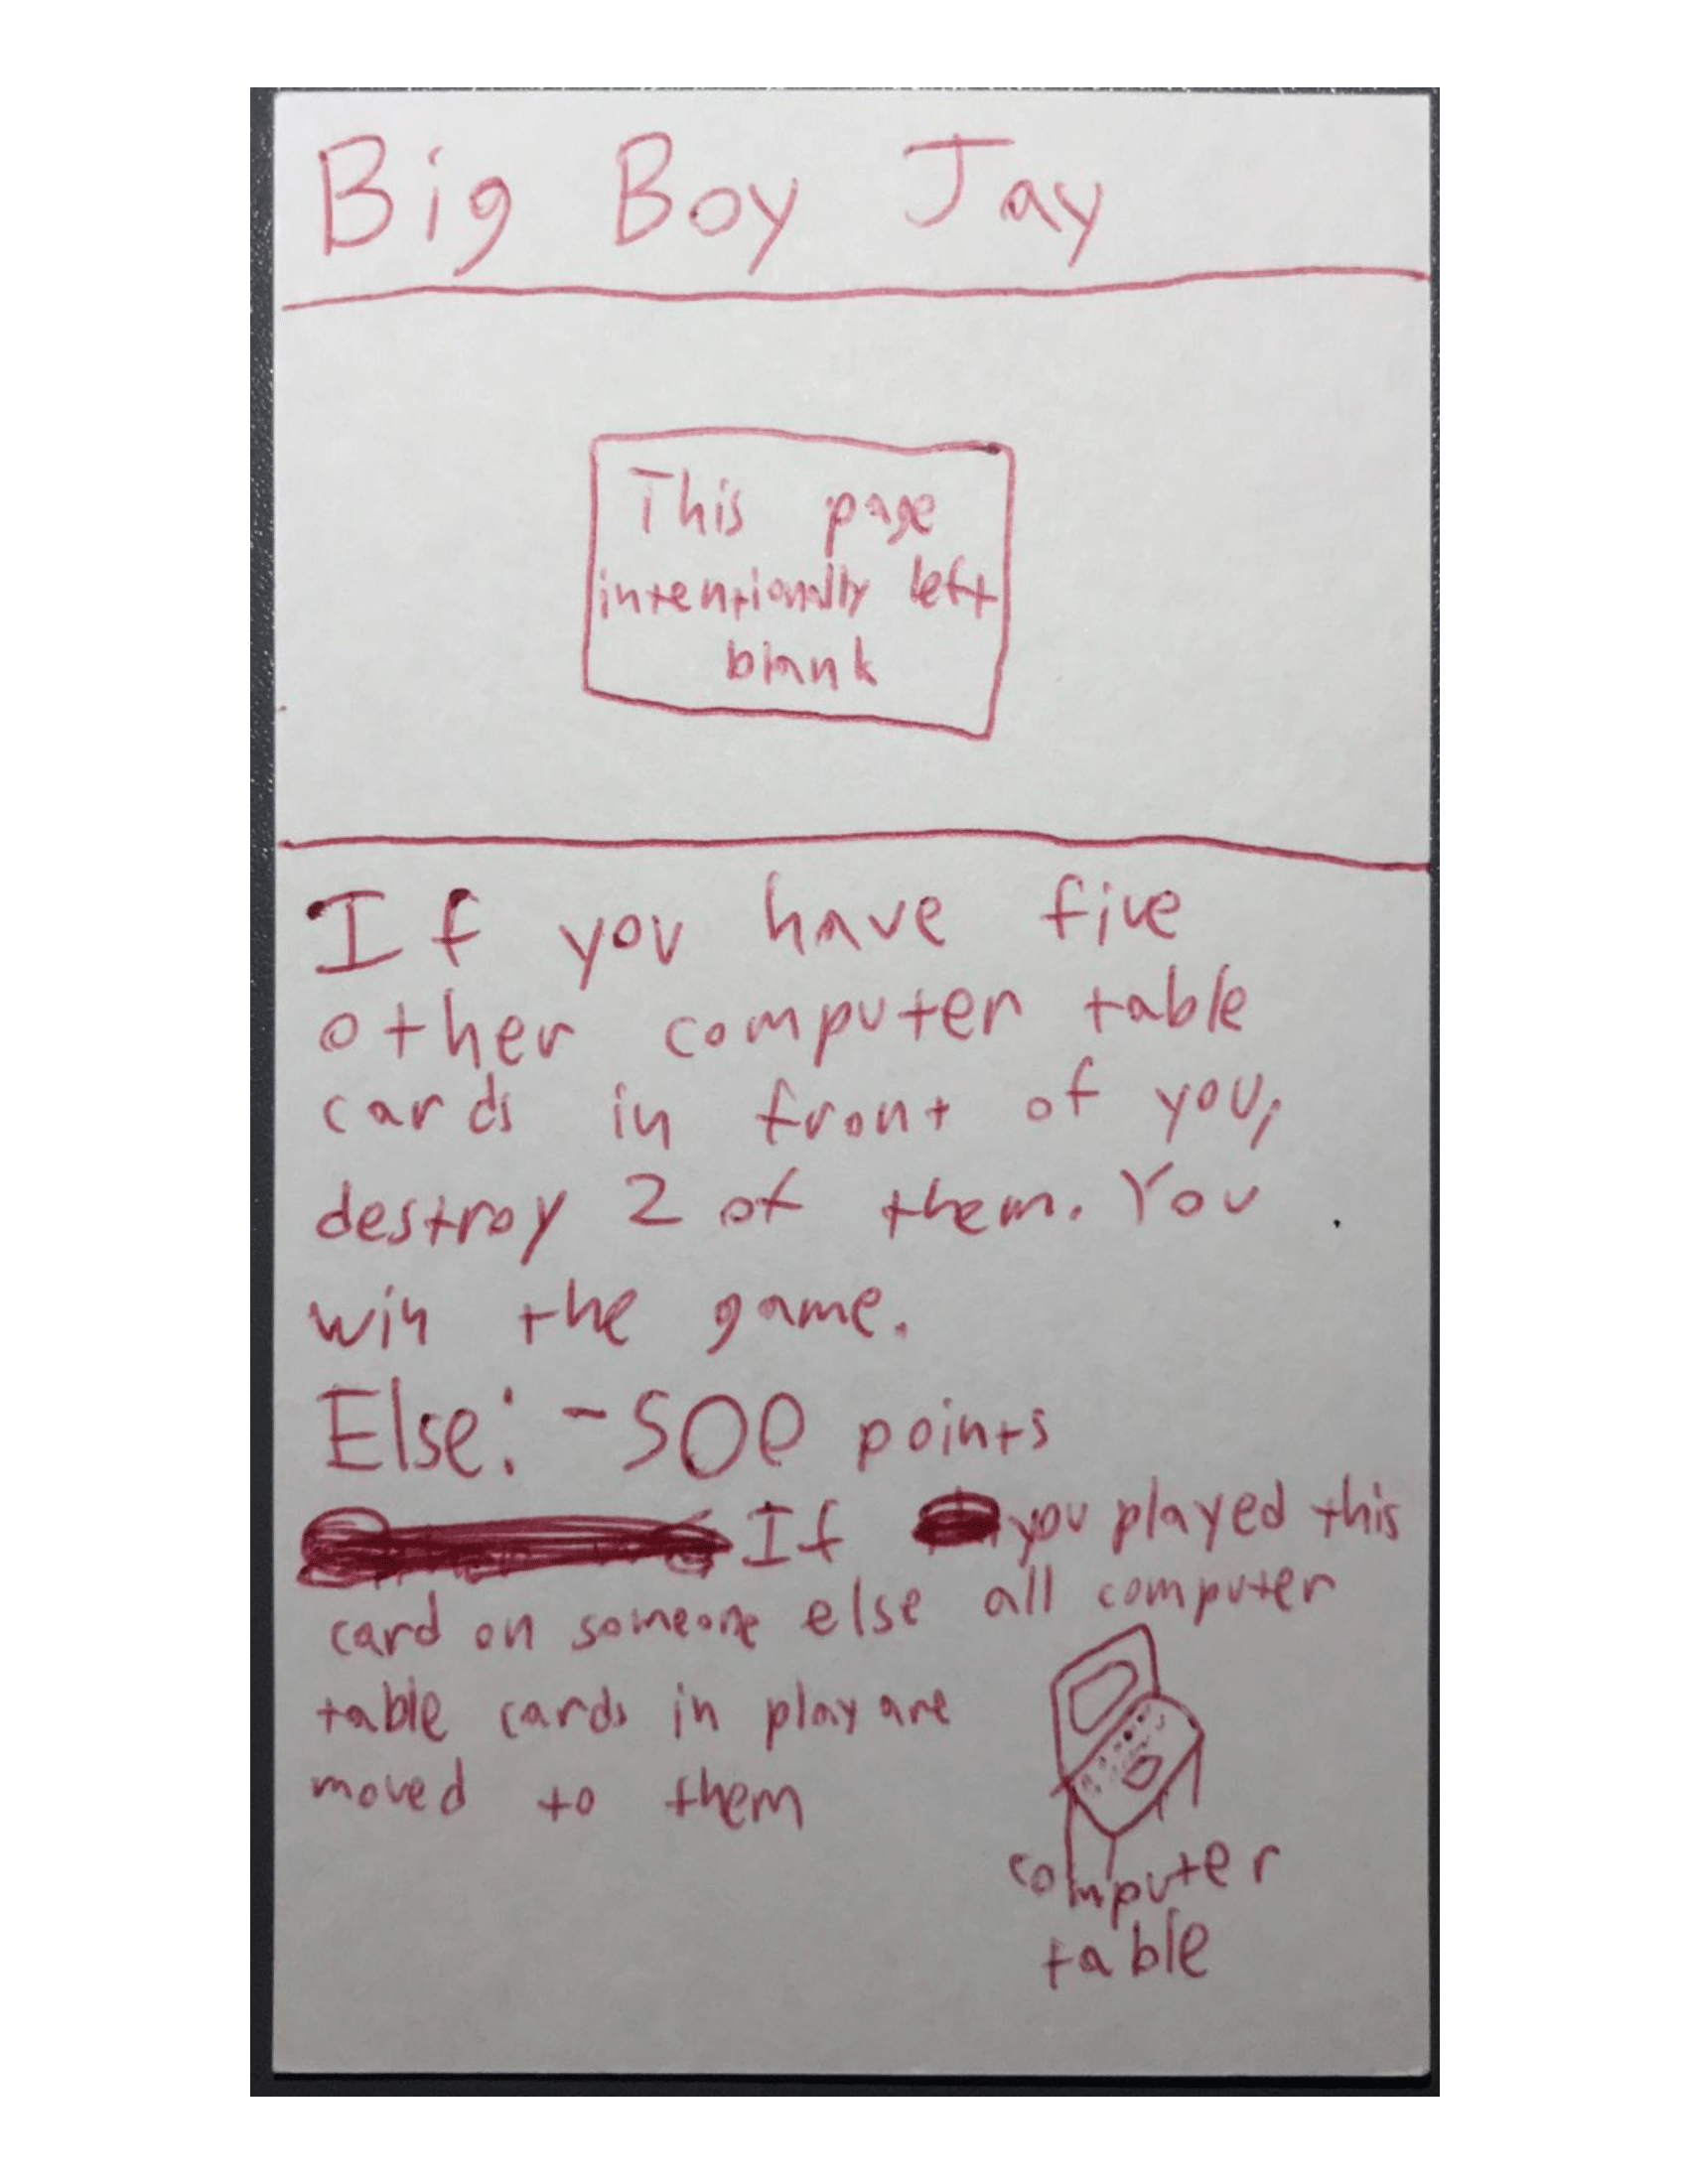 Big Boy Jay
This page
intentionally left
blank
If you have five
other computer table
cards in front of you,
destroy 2 of them. You
win the game.
Else: -500 points
If you played this
card on someone else all computer
table cards in play are
moved to them
computer
table